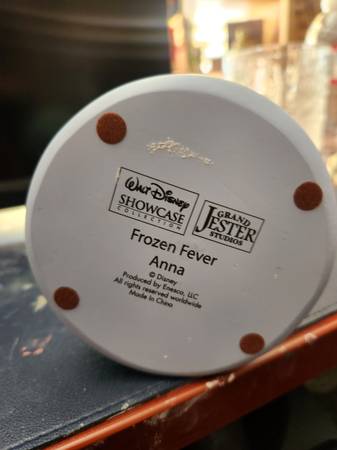 Walt Disney
SHOWCASE
COLLECTION
GRAND
JESTER
STUDIOS
Frozen Fever
Anna
© Disney
Produced by Enesco, LLC
All rights reserved worldwide
Made in China